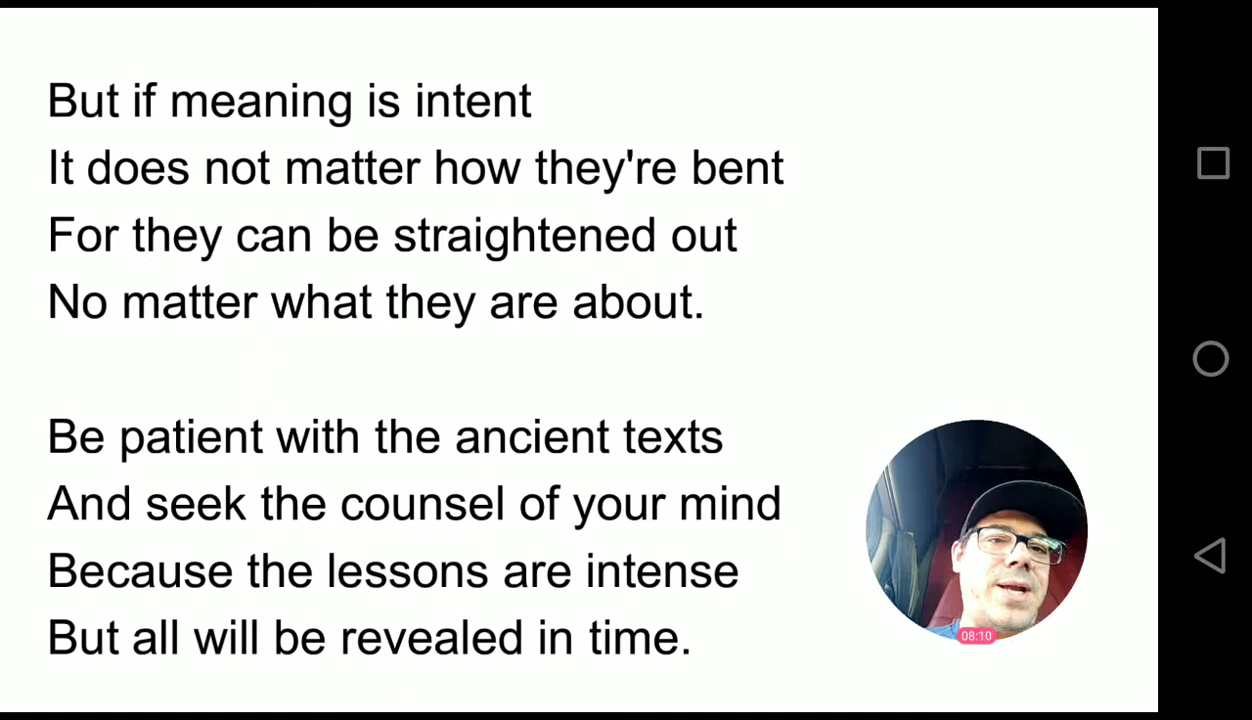 But if meaning is intent
It does not matter how they're bent
For they can be straightened out
No matter what they are about.
Be patient with the ancient texts
And seek the counsel of your mind
Because the lessons are intense
But all will be revealed in time.
08:10